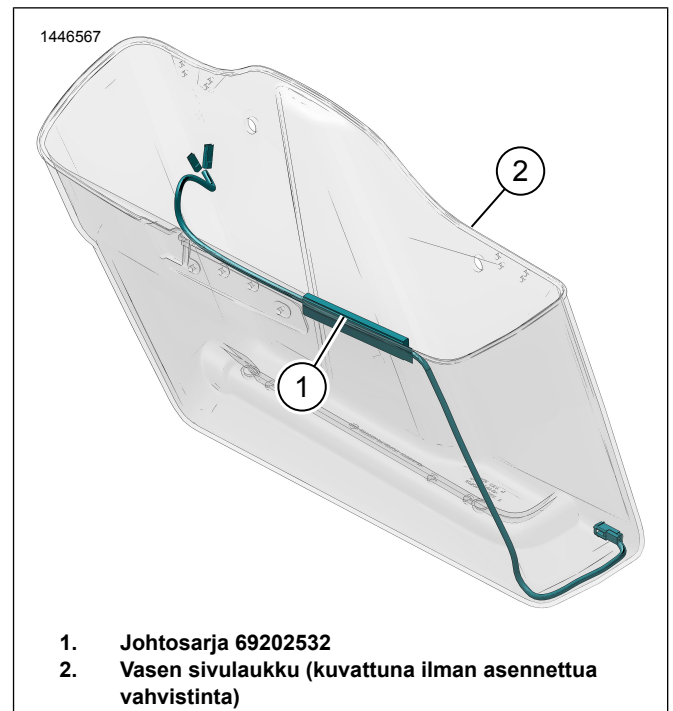 1446567
2
1
1. Johtosarja 69202532
2. Vasen sivulaukku (kuvattuna ilman asennettua
vahvistinta)